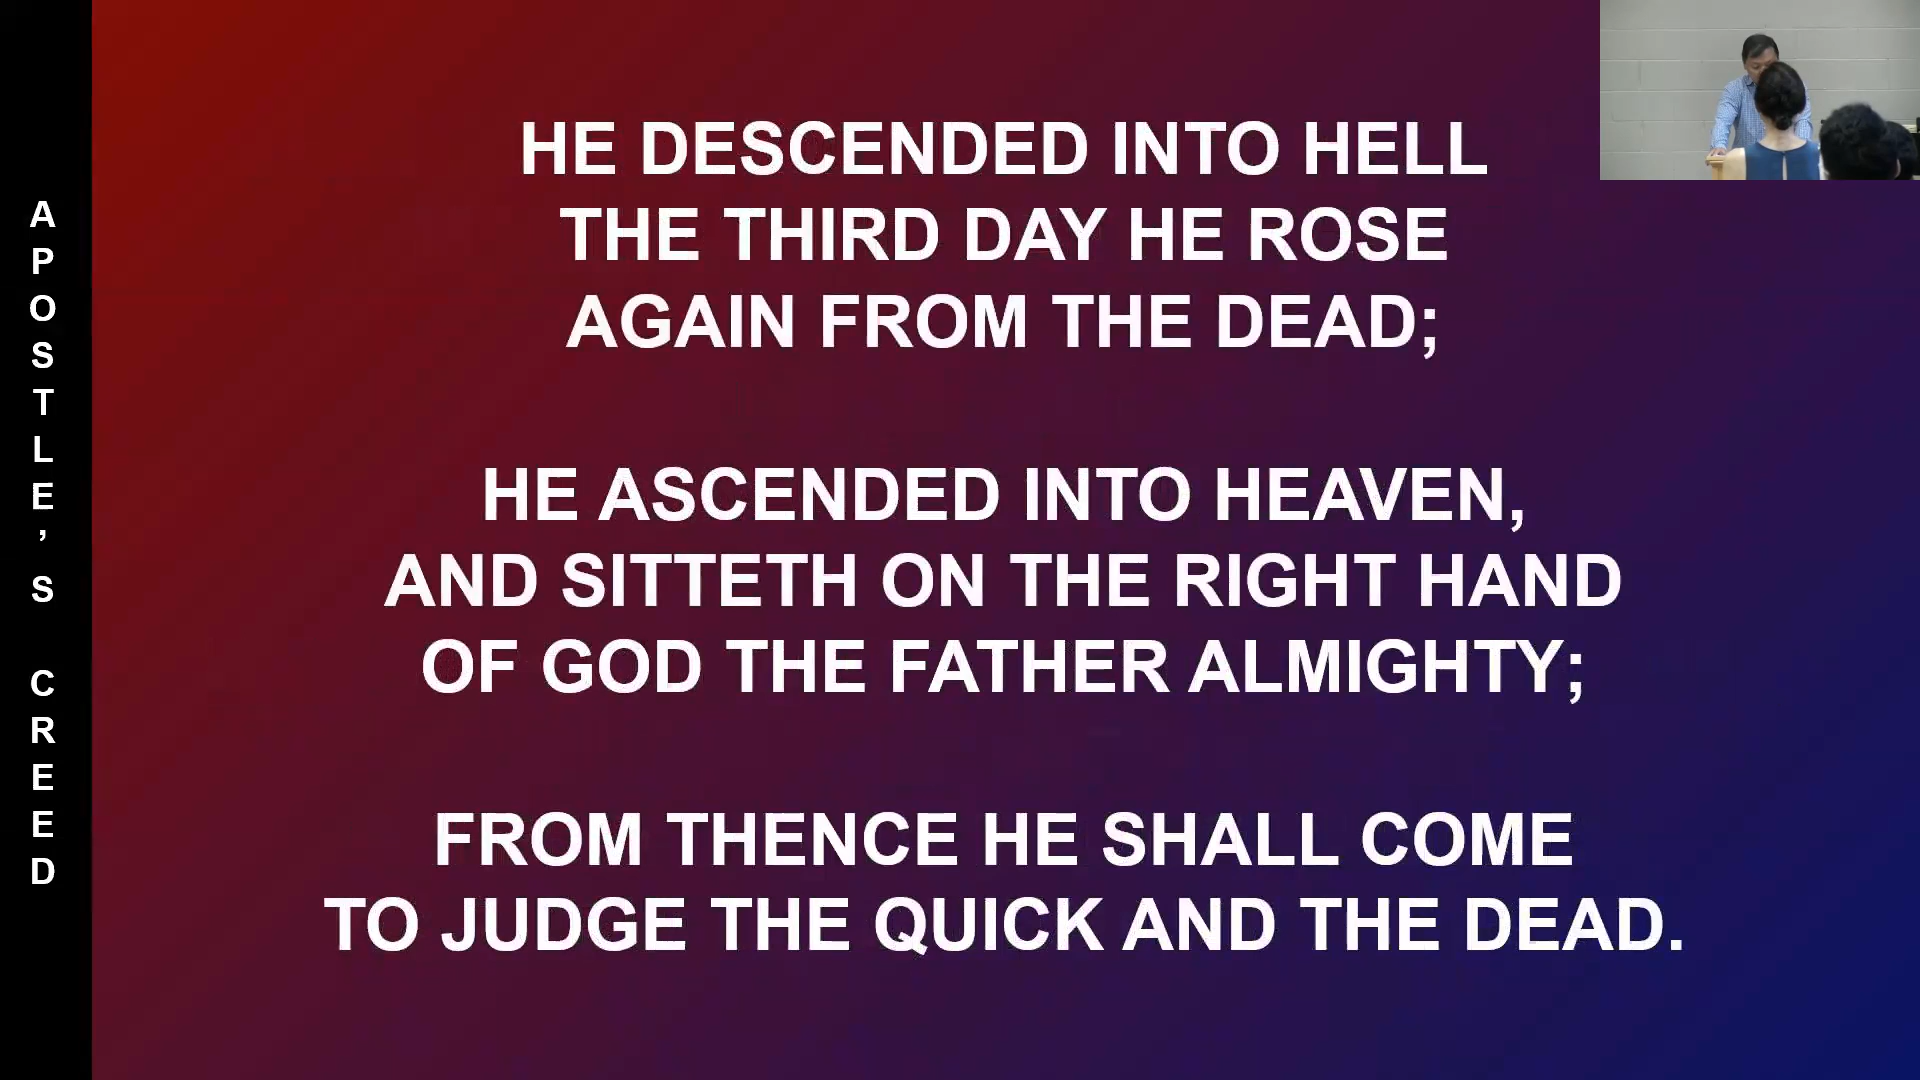 APOSTLE’S CREED
HE DESCENDED INTO HELL
THE THIRD DAY HE ROSE
AGAIN FROM THE DEAD;
HE ASCENDED INTO HEAVEN,
AND SITTETH ON THE RIGHT HAND
OF GOD THE FATHER ALMIGHTY;
FROM THENCE HE SHALL COME
TO JUDGE THE QUICK AND THE DEAD.